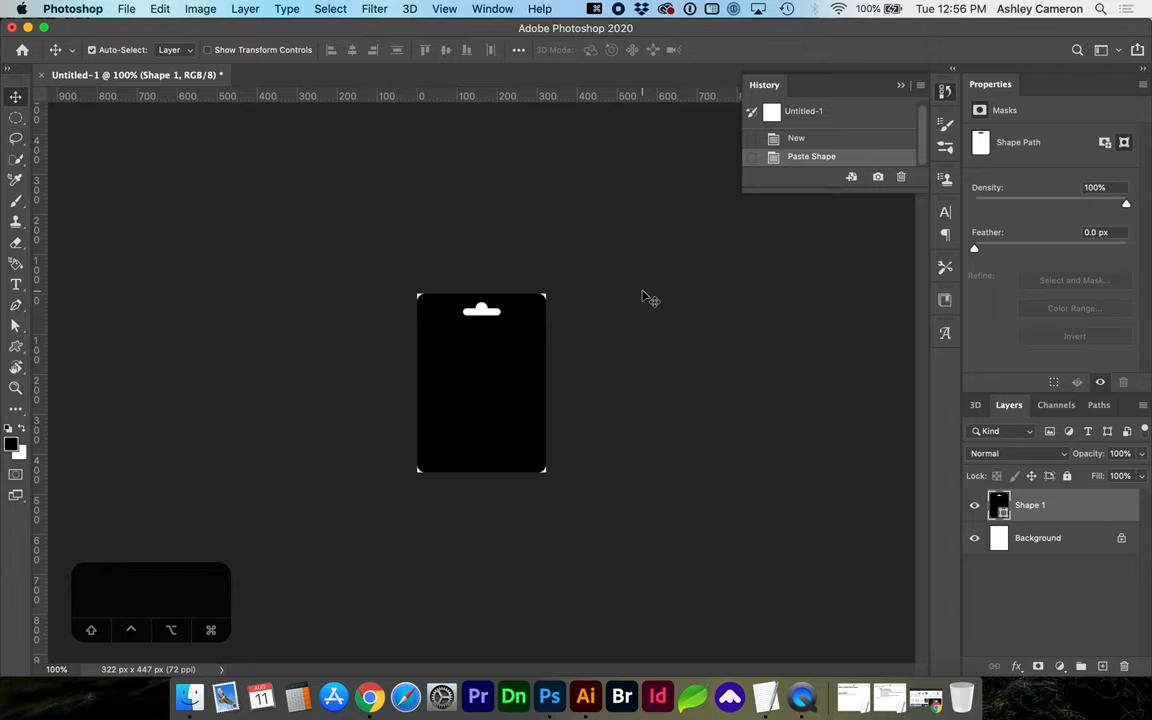 Photoshop File Edit Image Layer Type Select Filter 3D View Window Help 100% Tue 12:56 PM Ashley Cameron
Adobe Photoshop 2020
Auto-Select: Layer Show Transform Controls 3D Mode:
Untitled-1 @ 100% (Shape 1, RGB/8) *
900 800 700 600 500 400 300 200 100 0 100 200 300 400 500 600 700
History
Untitled-1
New
Paste Shape
Properties
Masks
Shape Path
Density: 100%
Feather: 0.0 px
Refine: Select and Mask...
Color Range...
Invert
3D Layers Channels Paths
Kind
Normal Opacity: 100%
Lock: Fill: 100%
Shape 1
Background
100% 322 px x 447 px (72 ppi)
AUG
11
Pr Dn Ps Ai Br Id